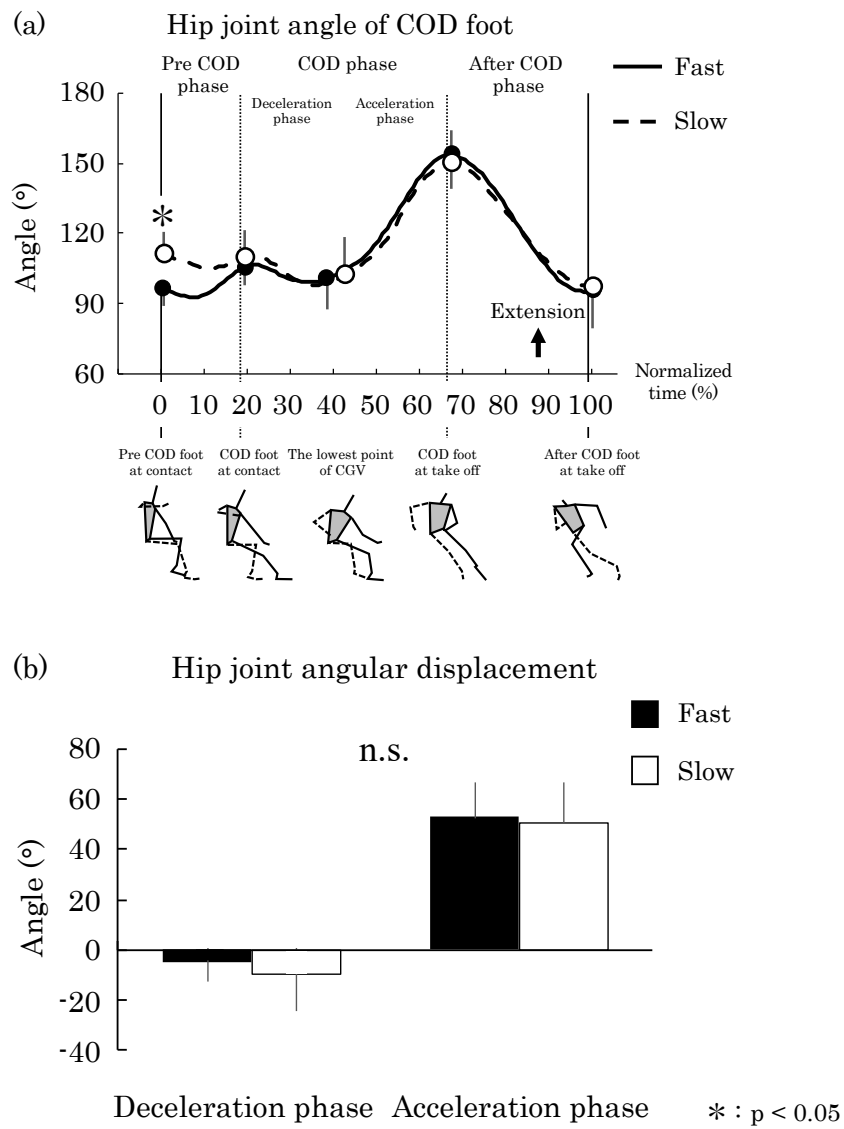 (a) Hip joint angle of COD foot
Pre COD
phase
COD phase
After COD
phase
Fast
Slow
Deceleration
phase
Acceleration
phase
180
150
120
90
60
Angle (°)
*
Extension
Normalized
time (%)
0 10 20 30 40 50 60 70 80 90 100
Pre COD foot
at contact
COD foot
at contact
The lowest point
of CGV
COD foot
at take off
After COD foot
at take off
(b) Hip joint angular displacement
Fast
Slow
n.s.
80
60
40
20
0
-20
-40
Angle (°)
Deceleration phase Acceleration phase
* : p < 0.05